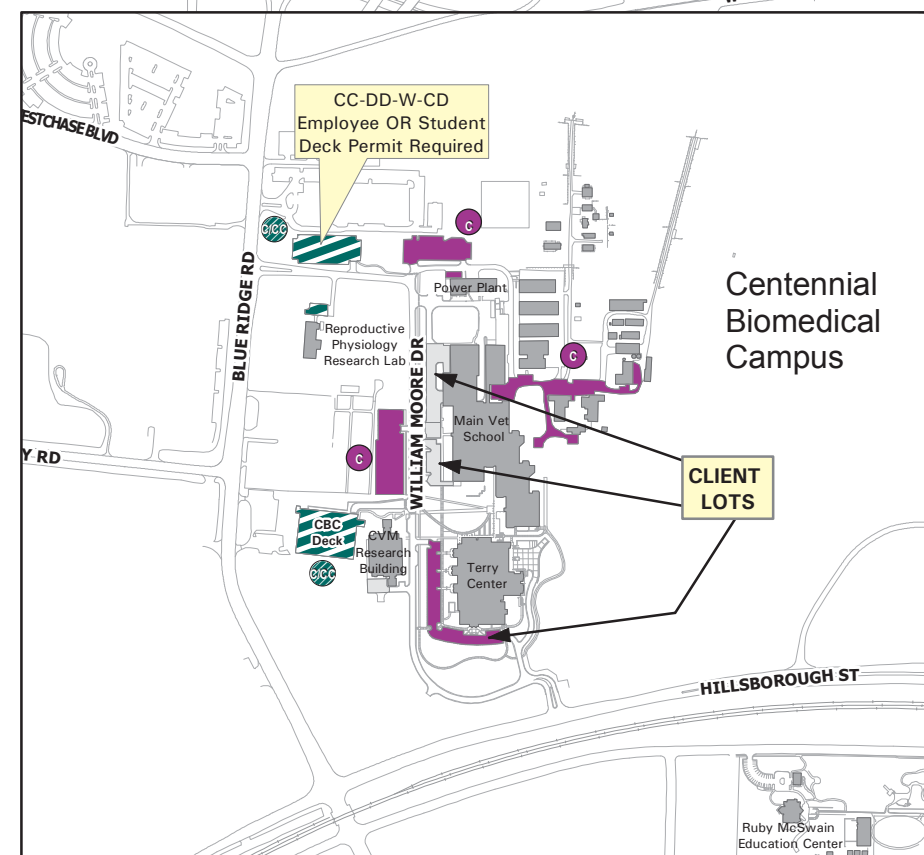 CC-DD-W-CD
Employee OR Student
Deck Permit Required
ESTCHASE BLVD
C/CC
C
BLUE RIDGE RD
Power Plant
Centennial
Biomedical
Campus
Reproductive
Physiology
Research Lab
WILLIAM MOORE DR
C
Main Vet
School
C
Y RD
CLIENT
LOTS
CBC
Deck
CVM
Research
Building
C/CC
Terry
Center
HILLSBOROUGH ST
Ruby McSwain
Education Center